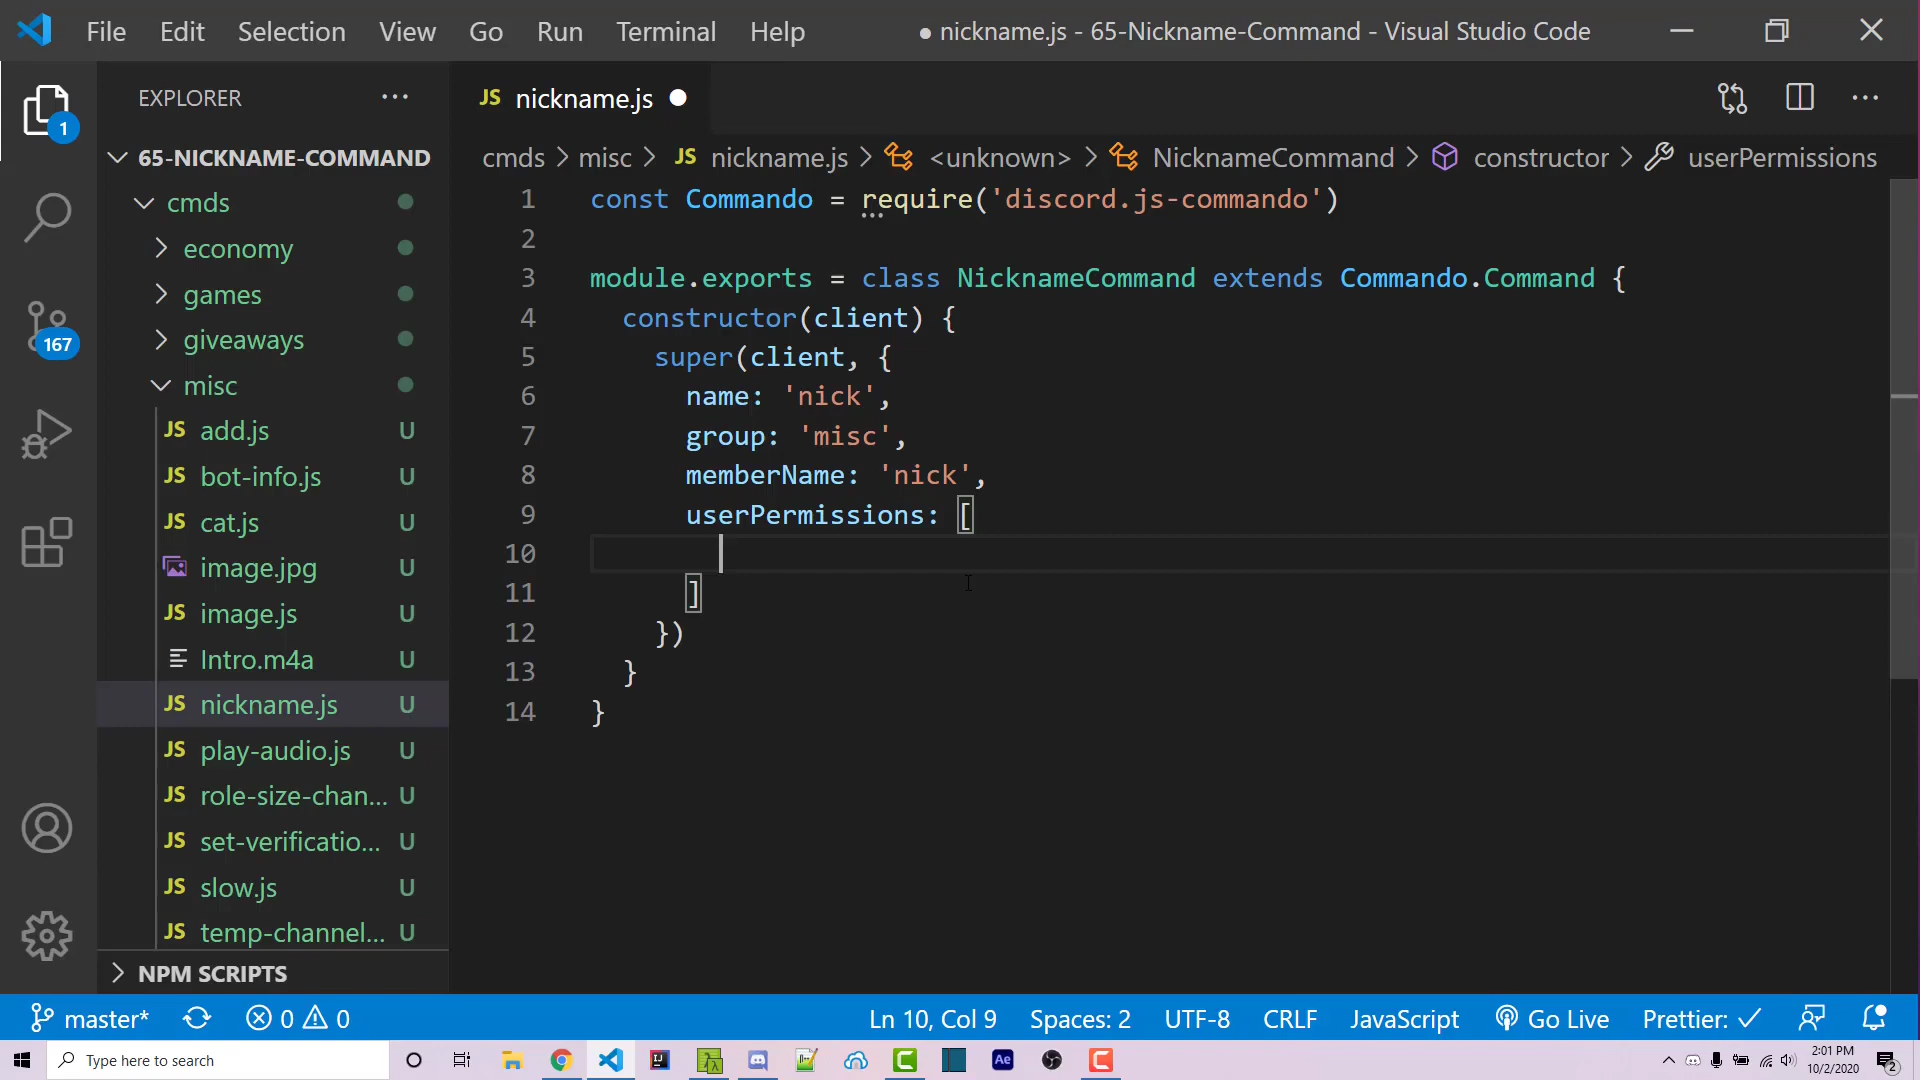 File Edit Selection View Go Run Terminal Help
● nickname.js - 65-Nickname-Command - Visual Studio Code
EXPLORER
JS nickname.js
65-NICKNAME-COMMAND
cmds > misc > JS nickname.js > <unknown> > NicknameCommand > constructor > userPermissions
cmds
economy
games
giveaways
misc
JS add.js U
JS bot-info.js U
JS cat.js U
image.jpg U
JS image.js U
Intro.m4a U
JS nickname.js U
JS play-audio.js U
JS role-size-chan... U
JS set-verificatio... U
JS slow.js U
JS temp-channel... U
NPM SCRIPTS
1
167
1 const Commando = require('discord.js-commando')
2
3 module.exports = class NicknameCommand extends Commando.Command {
4 constructor(client) {
5 super(client, {
6 name: 'nick',
7 group: 'misc',
8 memberName: 'nick',
9 userPermissions: [
10
11 ]
12 })
13 }
14 }
master* 0 0 Ln 10, Col 9 Spaces: 2 UTF-8 CRLF JavaScript Go Live Prettier: ✓
Type here to search
Ae
2:01 PM
10/2/2020
2